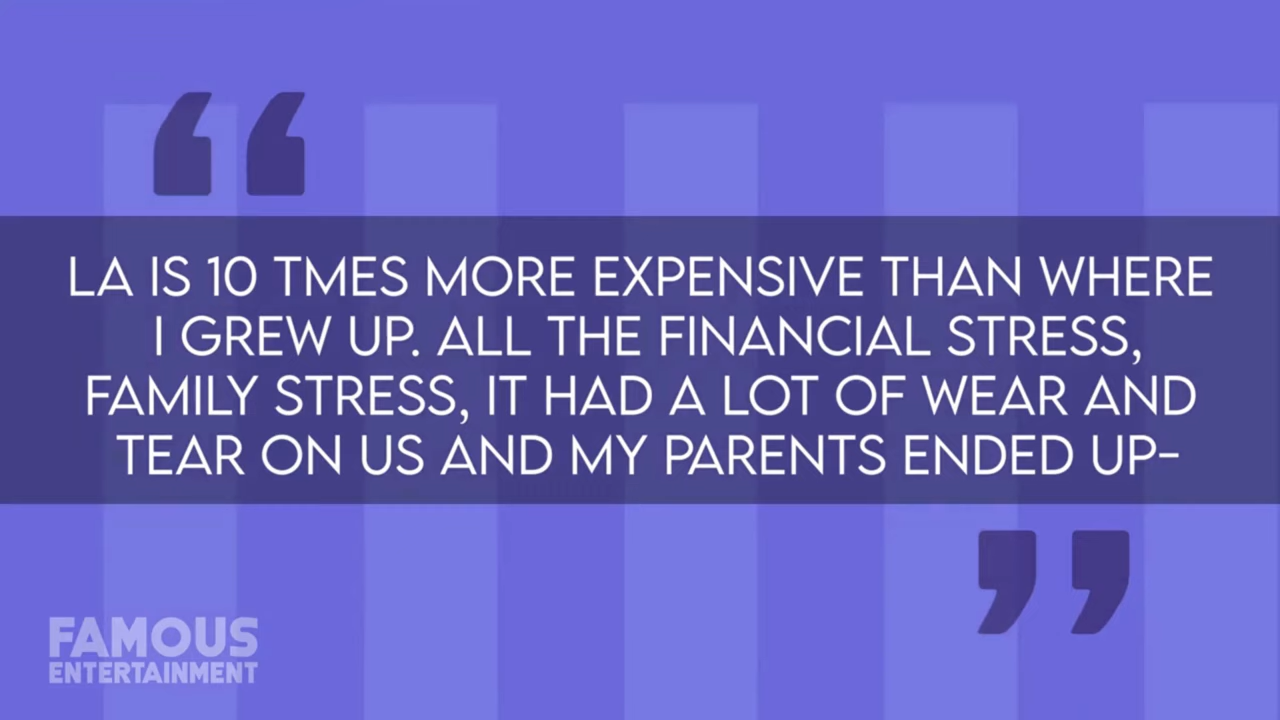 LA IS 10 TMES MORE EXPENSIVE THAN WHERE
I GREW UP. ALL THE FINANCIAL STRESS,
FAMILY STRESS, IT HAD A LOT OF WEAR AND
TEAR ON US AND MY PARENTS ENDED UP-
FAMOUS
ENTERTAINMENT